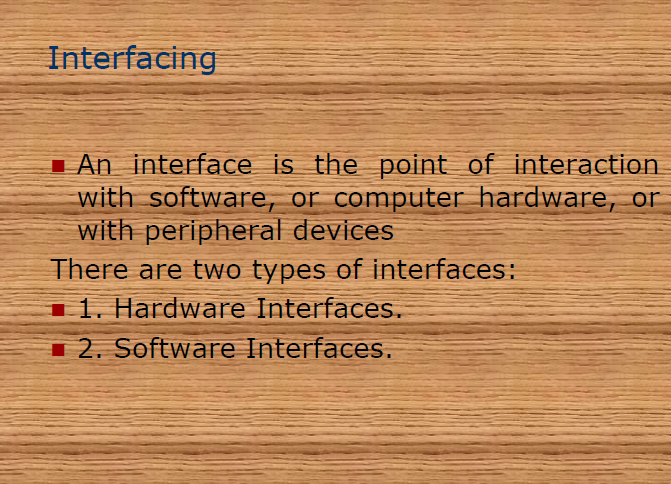 Interfacing
An interface is the point of interaction
with software, or computer hardware, or
with peripheral devices
There are two types of interfaces:
1. Hardware Interfaces.
2. Software Interfaces.